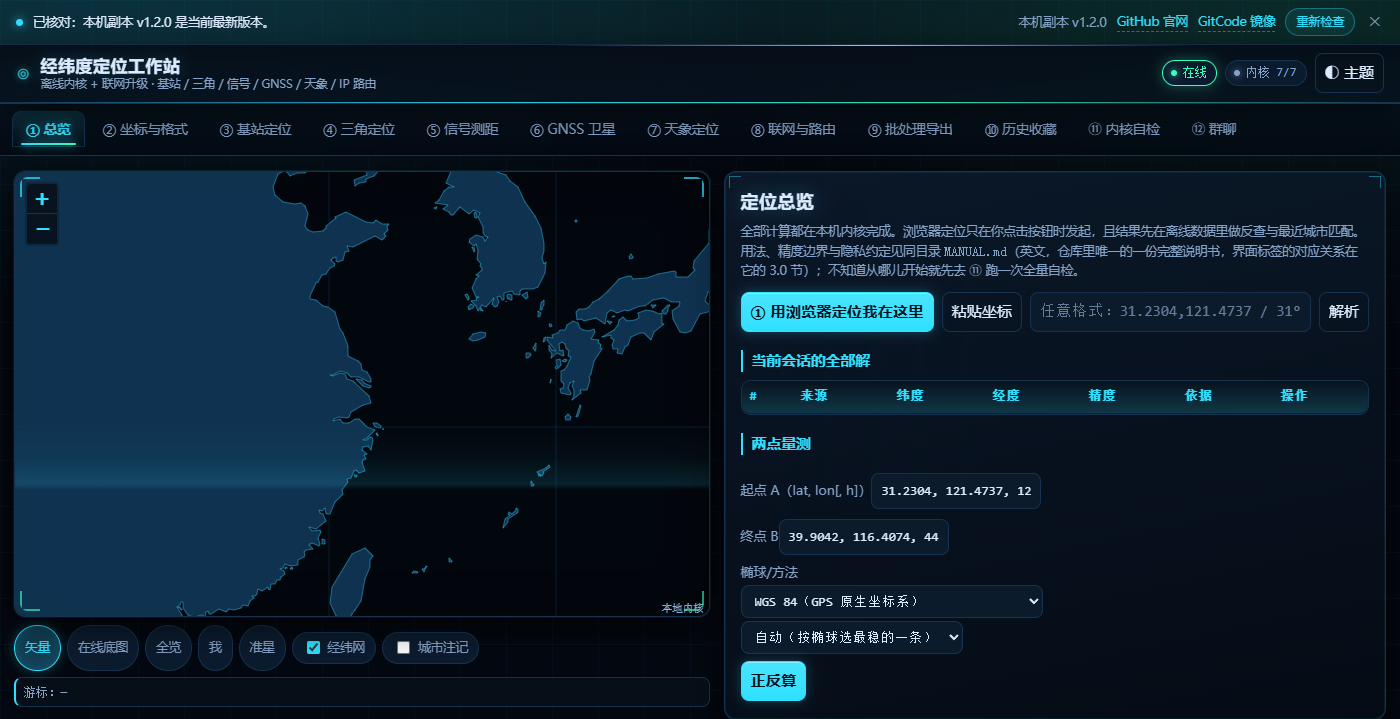 已核对：本机副本 v1.2.0 是当前最新版本。
本机副本 v1.2.0 GitHub 官网 GitCode 镜像 重新检查 ×
◎ 经纬度定位工作站
离线内核 + 联网升级 · 基站 / 三角 / 信号 / GNSS / 天象 / IP 路由
在线 内核 7/7 主题
① 总览 ② 坐标与格式 ③ 基站定位 ④ 三角定位 ⑤ 信号测距 ⑥ GNSS 卫星 ⑦ 天象定位 ⑧ 联网与路由 ⑨ 批处理导出 ⑩ 历史收藏 ⑪ 内核自检 ⑫ 群聊
+
−
本地内核
矢量 在线底图 全览 我 准星 经纬网 城市注记
游标：—
定位总览
全部计算都在本机内核完成。浏览器定位只在你点击按钮时发起，且结果先在离线数据里做反查与最近城市匹配。
用法、精度边界与隐私约定见同目录 MANUAL.md（英文，仓库里唯一的一份完整说明书，界面标签的对应关系在
它的 3.0 节）；不知道从哪儿开始就先去 ⑪ 跑一次全量自检。
① 用浏览器定位我在这里 粘贴坐标 任意格式：31.2304,121.4737 / 31° 解析
当前会话的全部解
# 来源 纬度 经度 精度 依据 操作
两点量测
起点 A（lat, lon[, h]） 31.2304, 121.4737, 12
终点 B 39.9042, 116.4074, 44
椭球/方法
WGS 84（GPS 原生坐标系）
自动（按椭球选最稳的一条）
正反算